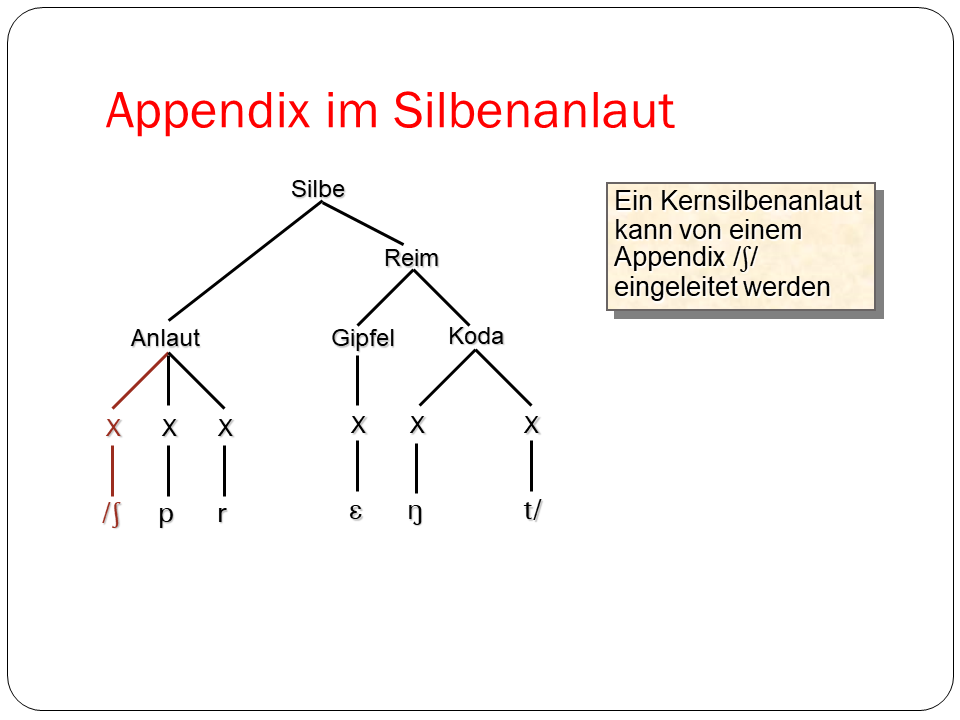 Appendix im Silbenanlaut
Silbe
Ein Kernsilbenanlaut
kann von einem
Appendix /ʃ/
eingeleitet werden
Reim
Anlaut Gipfel Koda
X X X X X X
/ʃ p r ɛ ŋ t/